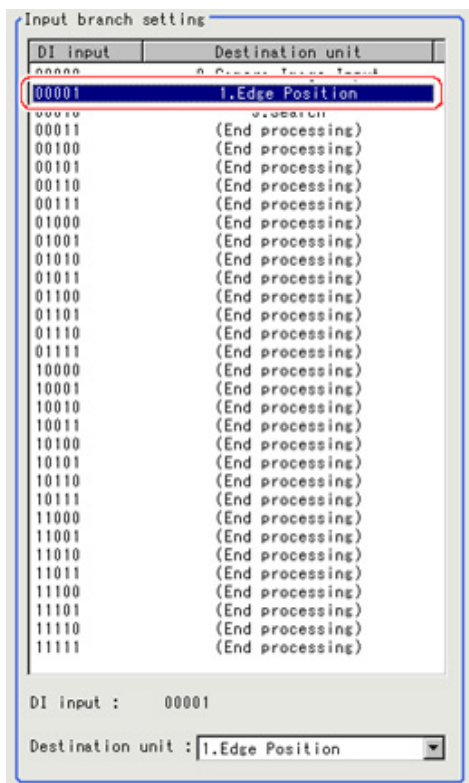 Input branch setting
DI input Destination unit
00001 1.Edge Position
00011 (End processing)
00100 (End processing)
00101 (End processing)
00110 (End processing)
00111 (End processing)
01000 (End processing)
01001 (End processing)
01010 (End processing)
01011 (End processing)
01100 (End processing)
01101 (End processing)
01110 (End processing)
01111 (End processing)
10000 (End processing)
10001 (End processing)
10010 (End processing)
10011 (End processing)
10100 (End processing)
10101 (End processing)
10110 (End processing)
10111 (End processing)
11000 (End processing)
11001 (End processing)
11010 (End processing)
11011 (End processing)
11100 (End processing)
11101 (End processing)
11110 (End processing)
11111 (End processing)
DI input : 00001
Destination unit : 1.Edge Position